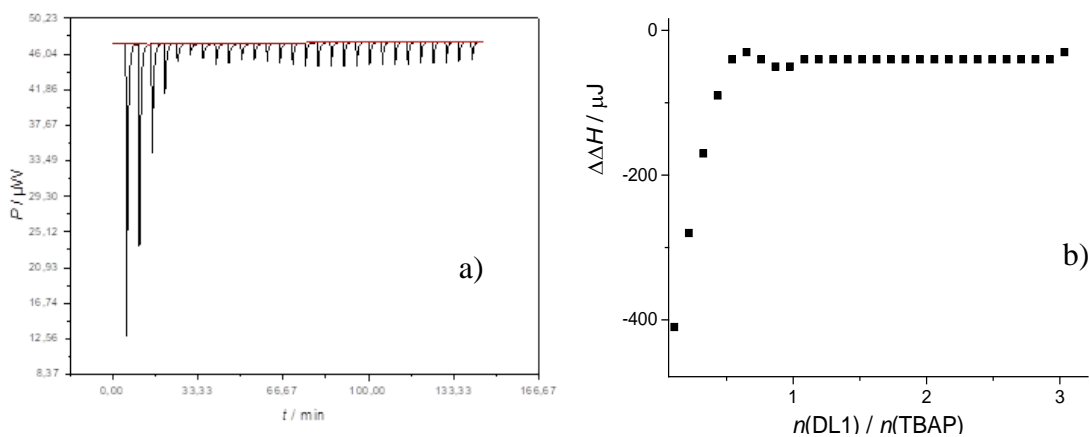 50,23
46,04
41,86
37,67
33,49
29,30
25,12
20,93
16,74
12,56
8,37
P / µW
0,00 33,33 66,67 100,00 133,33 166,67
t / min
a)
0
-200
-400
ΔΔH / µJ
1 2 3
n(DL1) / n(TBAP)
b)